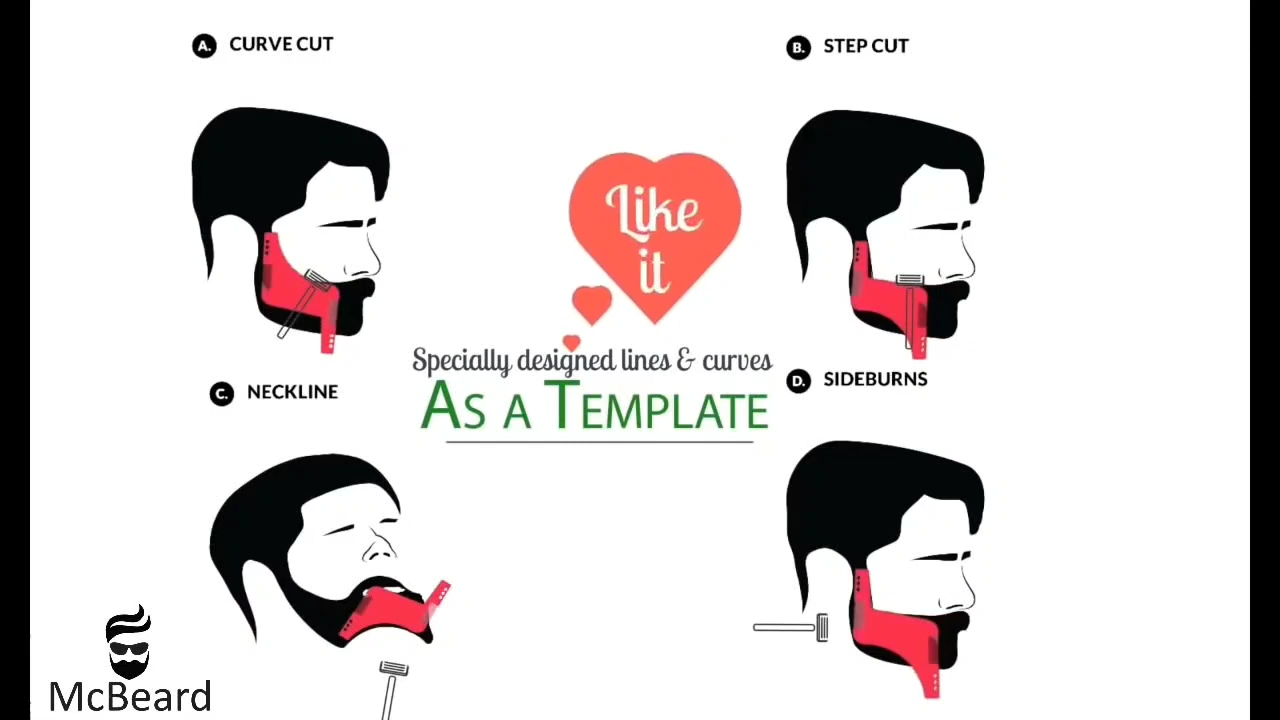 A. CURVE CUT
B. STEP CUT
Like
it
Specially designed lines & curves
AS A TEMPLATE
C. NECKLINE
D. SIDEBURNS
McBeard